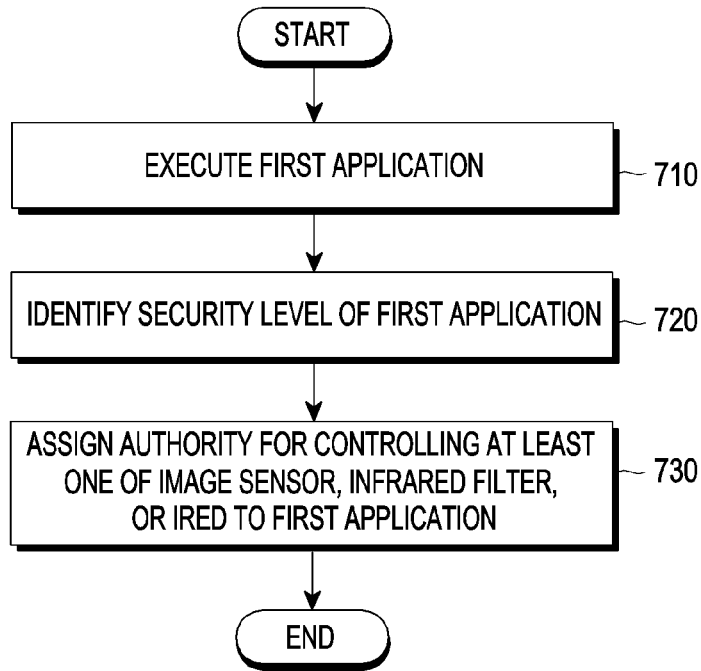 START
EXECUTE FIRST APPLICATION
710
IDENTIFY SECURITY LEVEL OF FIRST APPLICATION
720
ASSIGN AUTHORITY FOR CONTROLLING AT LEAST
ONE OF IMAGE SENSOR, INFRARED FILTER,
OR IRED TO FIRST APPLICATION
730
END